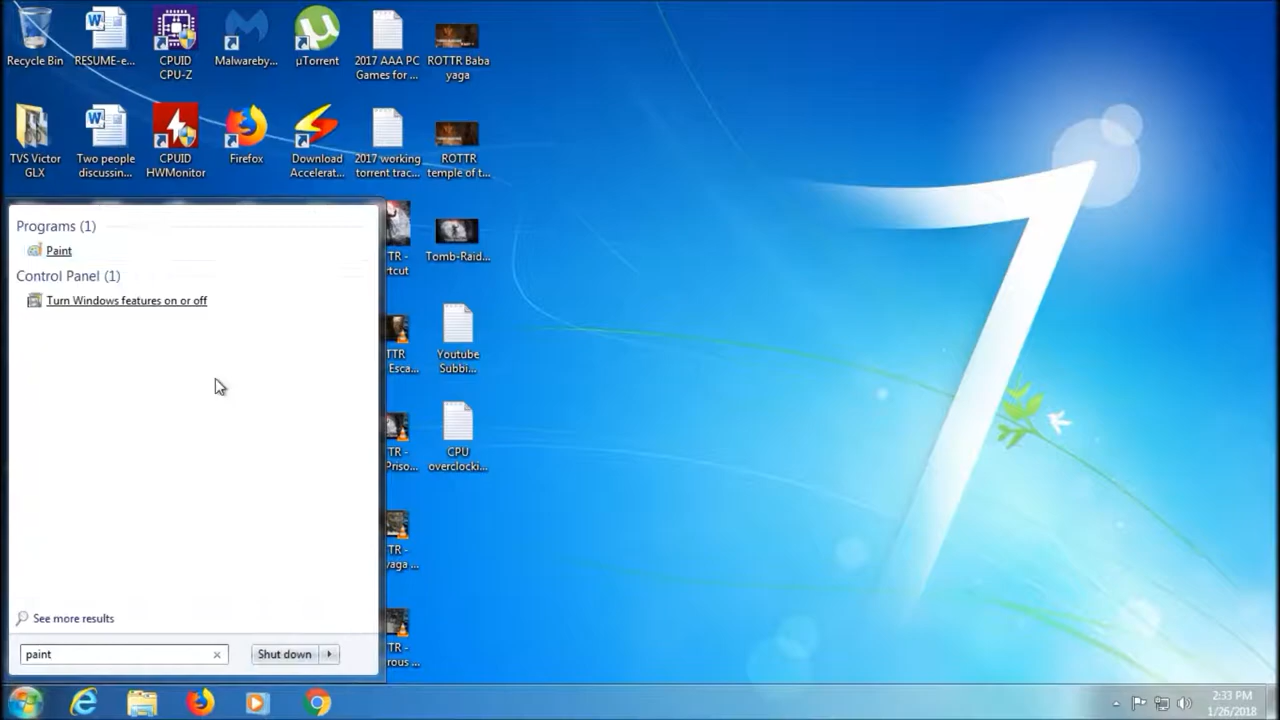 Recycle Bin
RESUME-e...
CPUID
CPU-Z
Malwareby...
µTorrent
2017 AAA PC
Games for ...
ROTTR Baba
yaga
TVS Victor
GLX
Two people
discussin...
CPUID
HWMonitor
Firefox
Download
Accelerat...
2017 working
torrent trac...
ROTTR
temple of t...
Programs (1)
Paint
Control Panel (1)
Turn Windows features on or off
See more results
paint
Shut down
TR -
rtcut
Tomb-Raid...
TTR
Esca...
Youtube
Subbi...
TR -
Priso...
CPU
overclocki...
TR -
yaga ...
TR -
rous ...
7
2:33 PM
1/26/2018